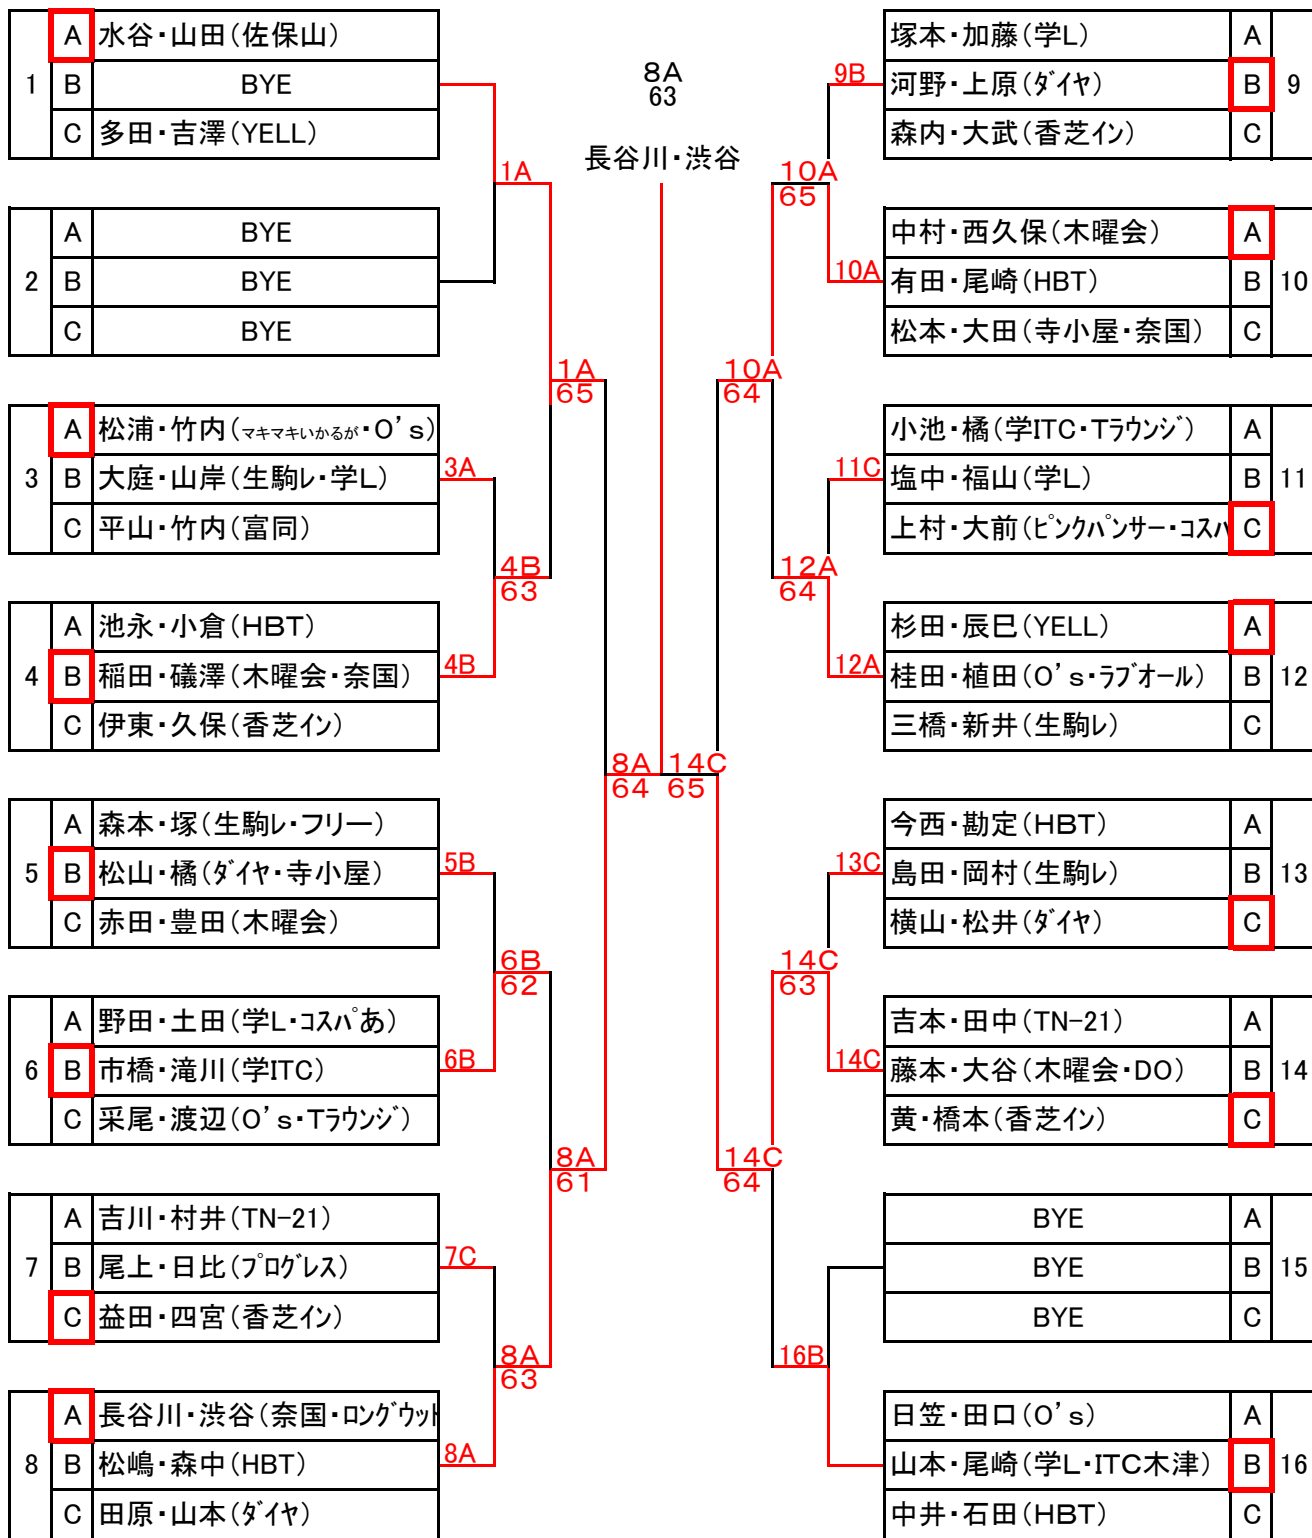 A 水谷・山田(佐保山)
1 B BYE
C 多田・吉澤(YELL)
1A
A BYE
2 B BYE
C BYE
1A
65
A 松浦・竹内(マキマキいかるが・O's)
3 B 大庭・山岸(生駒レ・学L) 3A
C 平山・竹内(富同)
4B
63
A 池永・小倉(HBT)
4 B 稲田・礒澤(木曜会・奈国) 4B
C 伊東・久保(香芝イン)
8A
64
A 森本・塚(生駒レ・フリー)
5 B 松山・橘(ダイヤ・寺小屋) 5B
C 赤田・豊田(木曜会)
6B
62
A 野田・土田(学L・コスパあ)
6 B 市橋・滝川(学ITC) 6B
C 采尾・渡辺(O's・Tラウンジ)
8A
61
A 吉川・村井(TN-21)
7 B 尾上・日比(プログレス) 7C
C 益田・四宮(香芝イン)
8A
63
A 長谷川・渋谷(奈国・ロングウット
8 B 松嶋・森中(HBT) 8A
C 田原・山本(ダイヤ)
8A
63
長谷川・渋谷
塚本・加藤(学L) A
9B 河野・上原(ダイヤ) B 9
森内・大武(香芝イン) C
10A
65
中村・西久保(木曜会) A
10A 有田・尾崎(HBT) B 10
松本・大田(寺小屋・奈国) C
10A
64
小池・橘(学ITC・Tラウンジ) A
11C 塩中・福山(学L) B 11
上村・大前(ピンクパンサー・コスパ C
12A
64
杉田・辰巳(YELL) A
12A 桂田・植田(O's・ラブオール) B 12
三橋・新井(生駒レ) C
14C
65
今西・勘定(HBT) A
13C 島田・岡村(生駒レ) B 13
横山・松井(ダイヤ) C
14C
63
吉本・田中(TN-21) A
14C 藤本・大谷(木曜会・DO) B 14
黄・橋本(香芝イン) C
14C
64
BYE A
BYE B 15
BYE C
16B
日笠・田口(O's) A
山本・尾崎(学L・ITC木津) B 16
中井・石田(HBT) C